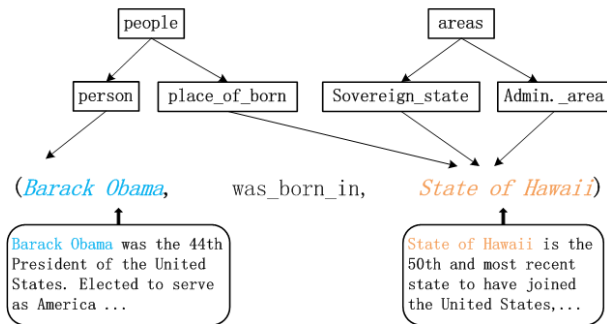 people areas
person place_of_born Sovereign_state Admin._area
(Barack Obama, was_born_in, State of Hawaii)
Barack Obama was the 44th
President of the United
States. Elected to serve
as America ...
State of Hawaii is the
50th and most recent
state to have joined
the United States,...